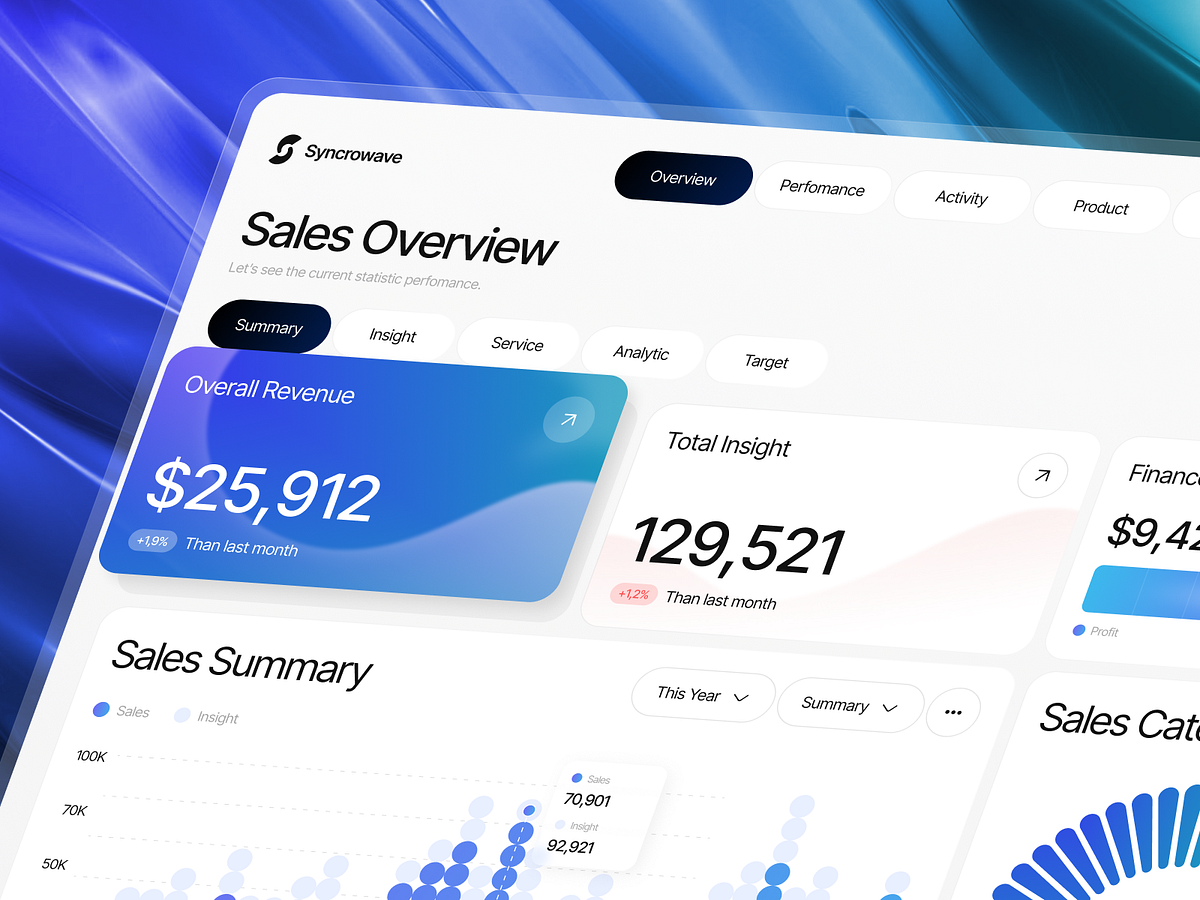 Syncrowave
Overview
Perfomance
Activity
Product
Sales Overview
Let's see the current statistic perfomance.
Summary
Insight
Service
Analytic
Target
Overall Revenue
$25,912
+1,9%
Than last month
Total Insight
129,521
+1,2%
Than last month
$9,42
Profit
Sales Summary
Sales
Insight
This Year
Summary
100K
70K
50K
Sales
70,901
Insight
92,921
Sales